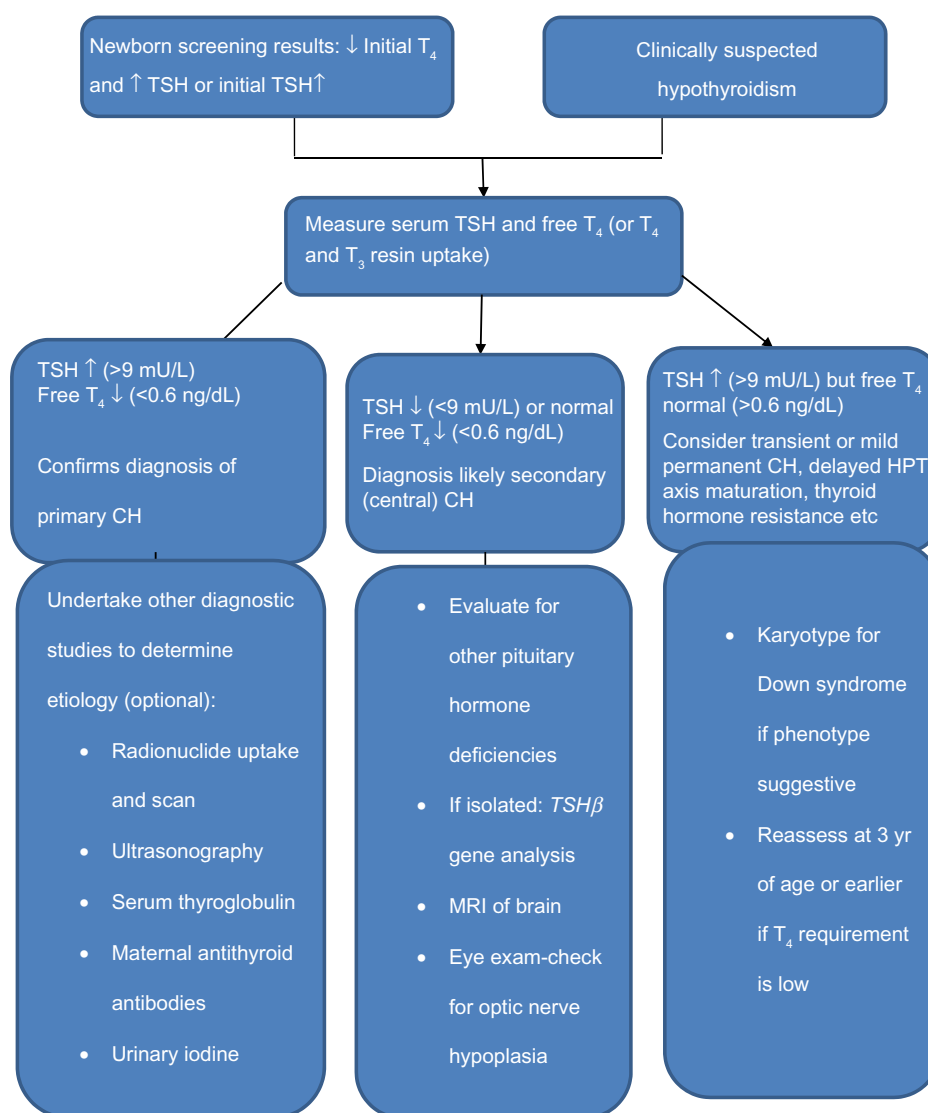 Newborn screening results: ↓ Initial T₄
and ↑ TSH or initial TSH↑
Clinically suspected
hypothyroidism
Measure serum TSH and free T₄ (or T₄
and T₃ resin uptake)
TSH ↑ (>9 mU/L)
Free T₄ ↓ (<0.6 ng/dL)
Confirms diagnosis of
primary CH
TSH ↓ (<9 mU/L) or normal
Free T₄ ↓ (<0.6 ng/dL)
Diagnosis likely secondary
(central) CH
TSH ↑ (>9 mU/L) but free T₄
normal (>0.6 ng/dL)
Consider transient or mild
permanent CH, delayed HPT
axis maturation, thyroid
hormone resistance etc
Undertake other diagnostic
studies to determine
etiology (optional):
• Radionuclide uptake
and scan
• Ultrasonography
• Serum thyroglobulin
• Maternal antithyroid
antibodies
• Urinary iodine
• Evaluate for
other pituitary
hormone
deficiencies
• If isolated: TSHβ
gene analysis
• MRI of brain
• Eye exam-check
for optic nerve
hypoplasia
• Karyotype for
Down syndrome
if phenotype
suggestive
• Reassess at 3 yr
of age or earlier
if T₄ requirement
is low